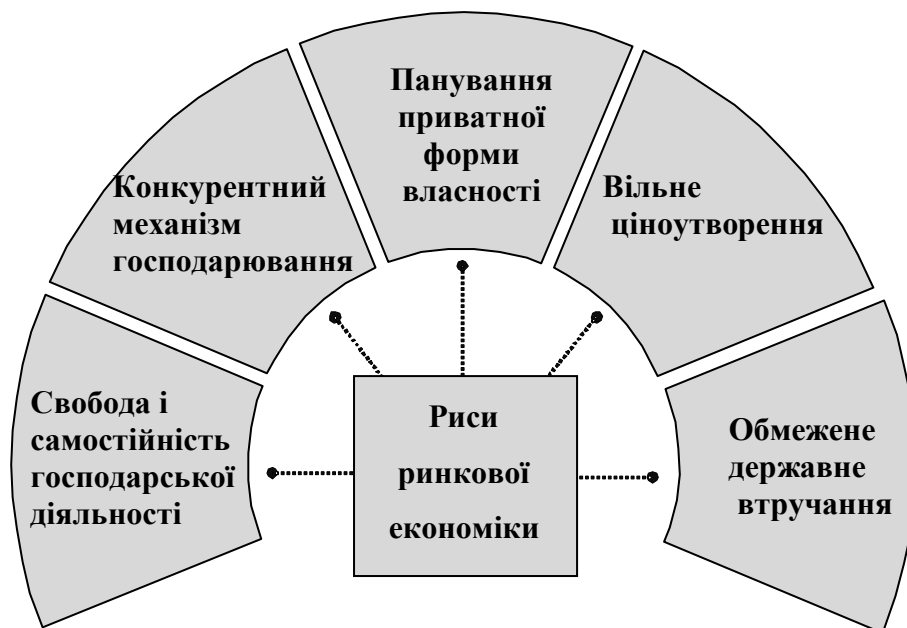 Панування
приватної
форми
власності
Конкурентний
механізм
господарювання
Вільне
ціноутворення
Свобода і
самостійність
господарської
діяльності
Риси
ринкової
економіки
Обмежене
державне
втручання